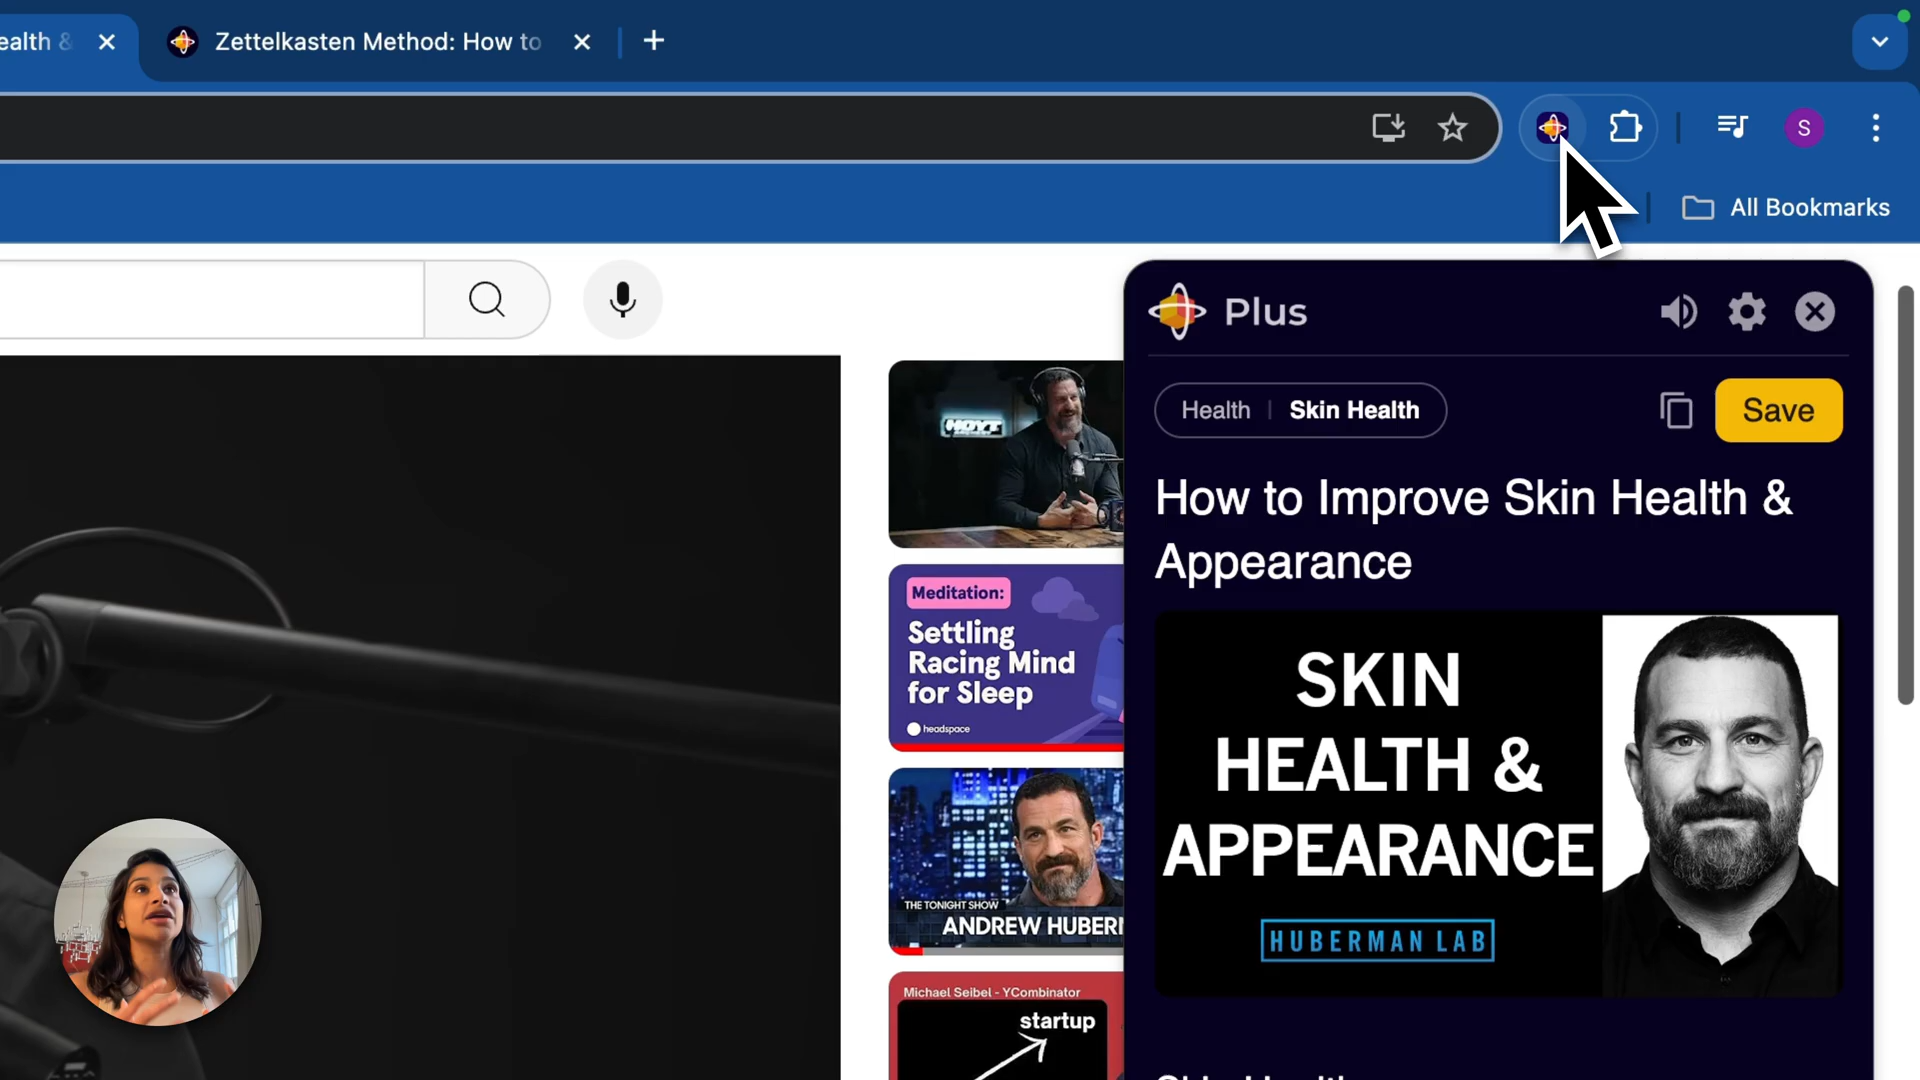 ealth &
Zettelkasten Method: How to
S
All Bookmarks
Plus
Health
Skin Health
Save
How to Improve Skin Health &
Appearance
SKIN
HEALTH &
APPEARANCE
HUBERMAN LAB
HOYT
Meditation:
Settling
Racing Mind
for Sleep
headspace
THE TONIGHT SHOW
ANDREW HUBER
Michael Seibel - YCombinator
startup